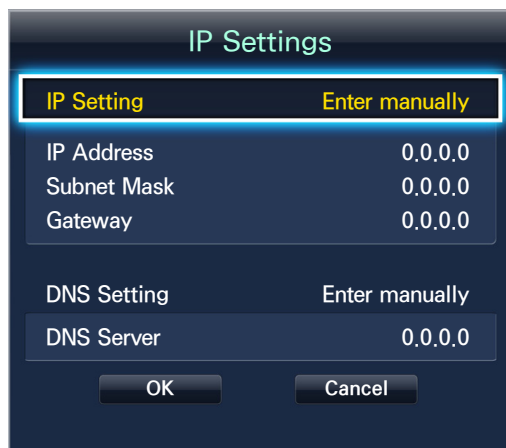 IP Settings
IP Setting Enter manually
IP Address 0.0.0.0
Subnet Mask 0.0.0.0
Gateway 0.0.0.0
DNS Setting Enter manually
DNS Server 0.0.0.0
OK Cancel